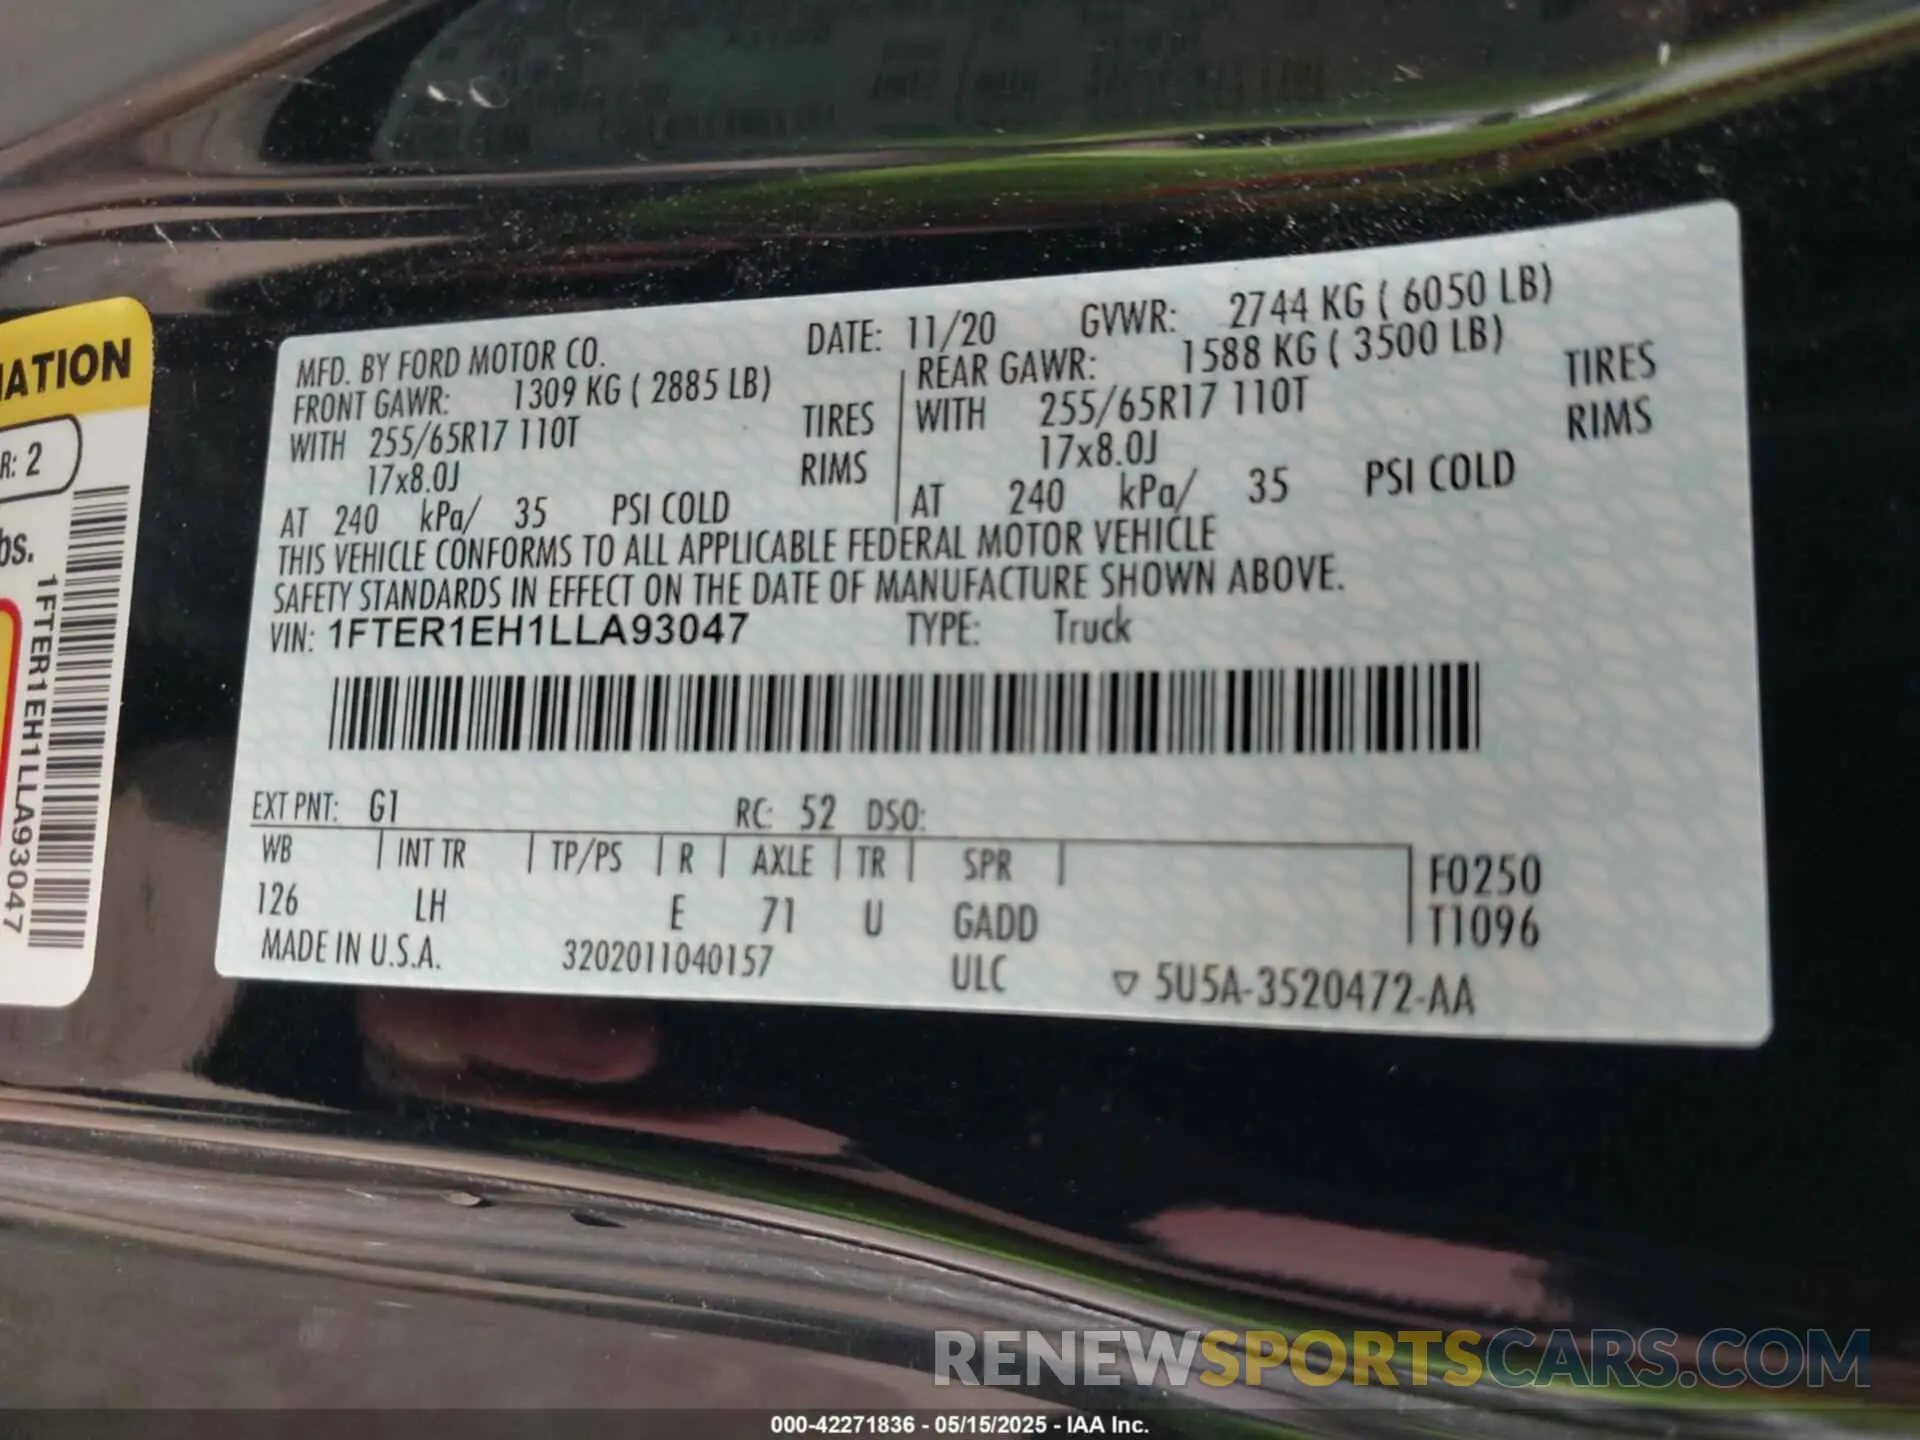 MFD. BY FORD MOTOR CO. DATE: 11/20 GVWR: 2744 KG ( 6050 LB)
FRONT GAWR: 1309 KG ( 2885 LB) REAR GAWR: 1588 KG ( 3500 LB)
WITH 255/65R17 110T TIRES WITH 255/65R17 110T TIRES
17x8.0J RIMS 17x8.0J RIMS
AT 240 kPa/ 35 PSI COLD AT 240 kPa/ 35 PSI COLD
THIS VEHICLE CONFORMS TO ALL APPLICABLE FEDERAL MOTOR VEHICLE
SAFETY STANDARDS IN EFFECT ON THE DATE OF MANUFACTURE SHOWN ABOVE.
VIN: 1FTER1EH1LLA93047 TYPE: Truck
EXT PNT: G1 RC: 52 DSO:
WB INT TR TP/PS R AXLE TR SPR F0250
126 LH E 71 U GADD T1096
MADE IN U.S.A. 3202011040157 ULC ▽ 5U5A-3520472-AA
MATION
R: 2
bs.
1FTER1EH1LLA93047
RENEWSPORTSCARS.COM
000-42271836 - 05/15/2025 - IAA Inc.